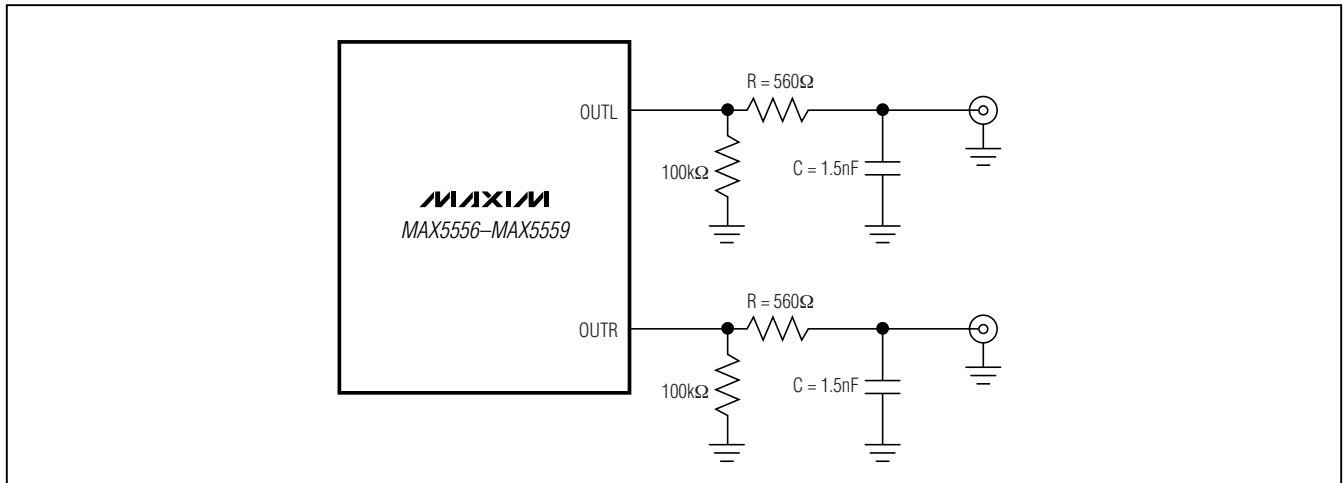 R = 560Ω
OUTL
100kΩ
C = 1.5nF
MAXIM
MAX5556–MAX5559
R = 560Ω
OUTR
100kΩ
C = 1.5nF